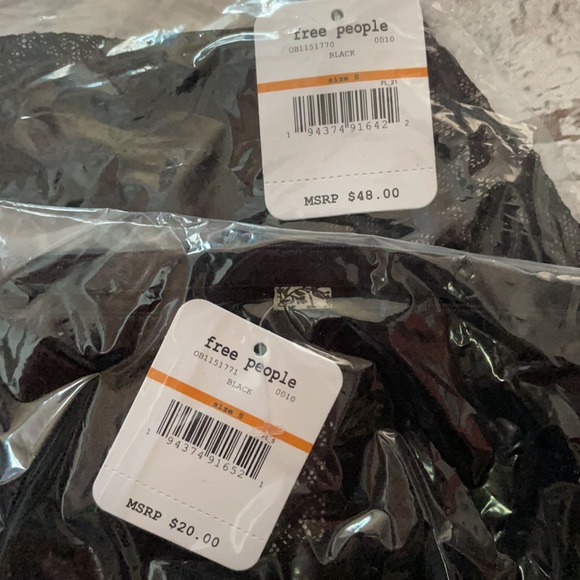 free people
OB1151770 0010
BLACK
size S
FL 21
1 94374 91642 2
MSRP $48.00
free people
OB1151771 0010
BLACK
size S
1 94374 91652 1
MSRP $20.00